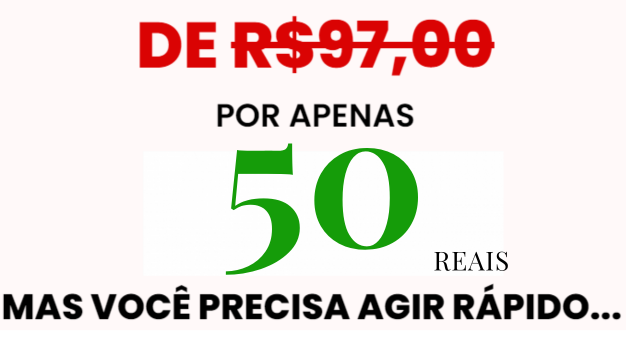 DE R$97,00
POR APENAS
50
REAIS
MAS VOCÊ PRECISA AGIR RÁPIDO...